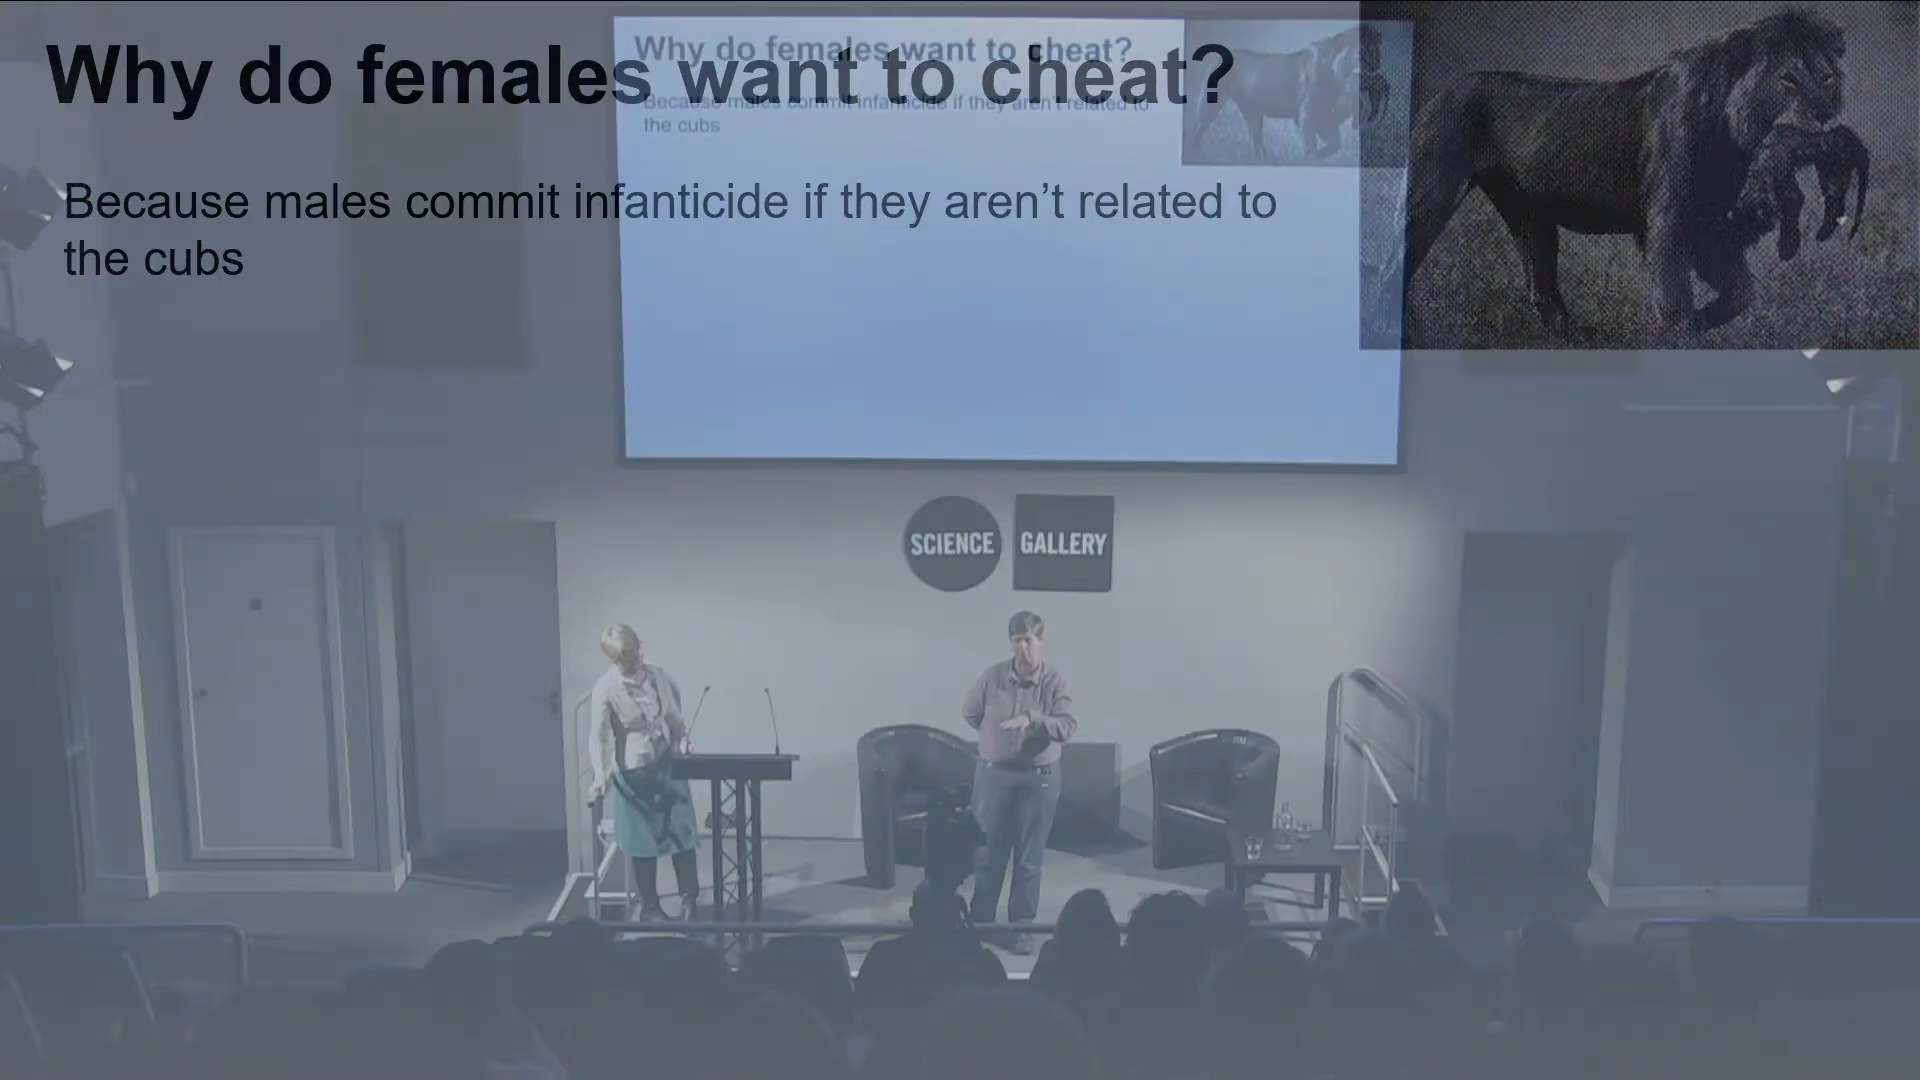 Why do females want to cheat?
Because males commit infanticide if they aren't related to
the cubs
Why do females want to cheat?
Because males commit infanticide if they aren't related to
the cubs
SCIENCE GALLERY